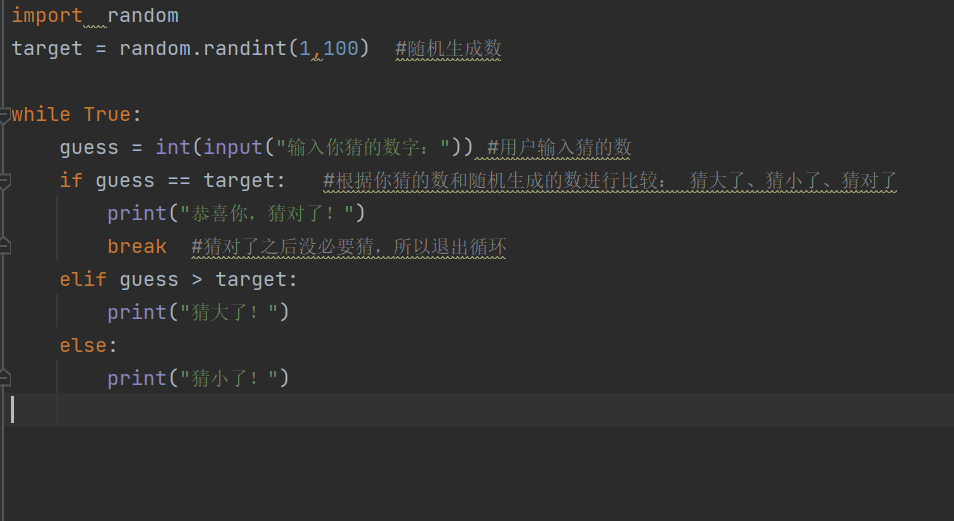 import  random
target = random.randint(1,100)  #随机生成数
while True:
    guess = int(input("输入你猜的数字：")) #用户输入猜的数
    if guess == target:   #根据你猜的数和随机生成的数进行比较： 猜大了、猜小了、猜对了
        print("恭喜你，猜对了！")
        break  #猜对了之后没必要猜，所以退出循环
    elif guess > target:
        print("猜大了！")
    else:
        print("猜小了！")